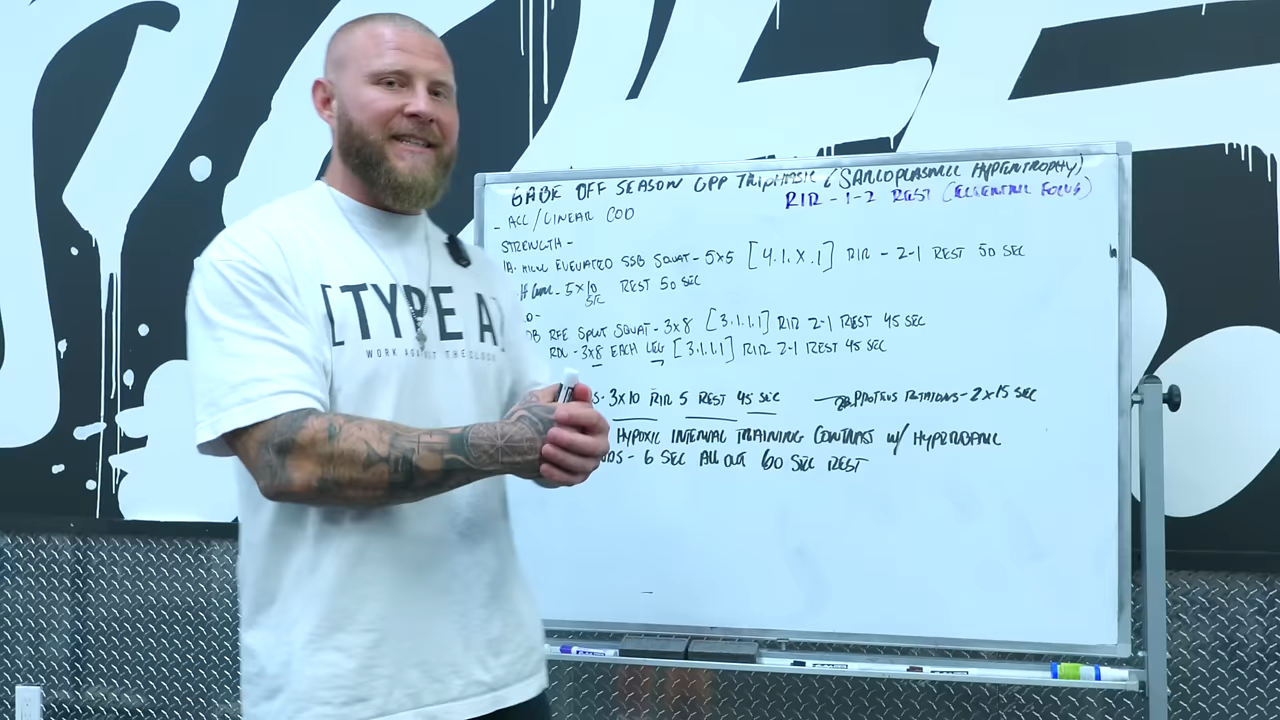 GABE OFF SEASON GPP TRIPHASIC (SARCOPLASMIC HYPERTROPHY)
RIR - 1-2 REST (ECCENTRIC FOCUS)
- ACC/LINEAR COD
STRENGTH -
1A. HEEL ELEVATED SSB SQUAT - 5x5 [4.1.X.1] RIR - 2-1 REST 50 SEC
5x10 SEC REST 50 SEC
DB RFE SPLIT SQUAT - 3x8 [3.1.1.1] RIR 2-1 REST 45 SEC
RDL - 3x8 EACH LEG [3.1.1.1] RIR 2-1 REST 45 SEC
S - 3x10 RIR 5 REST 45 SEC
PROTEUS ROTATIONS - 2x15 SEC
HYPOXIC INTERVAL TRAINING CONTRAST W/ HYPERBARIC
6 SEC ALL OUT 60 SEC REST
[TYPE A]
WORK AGAINST THE CLOCK